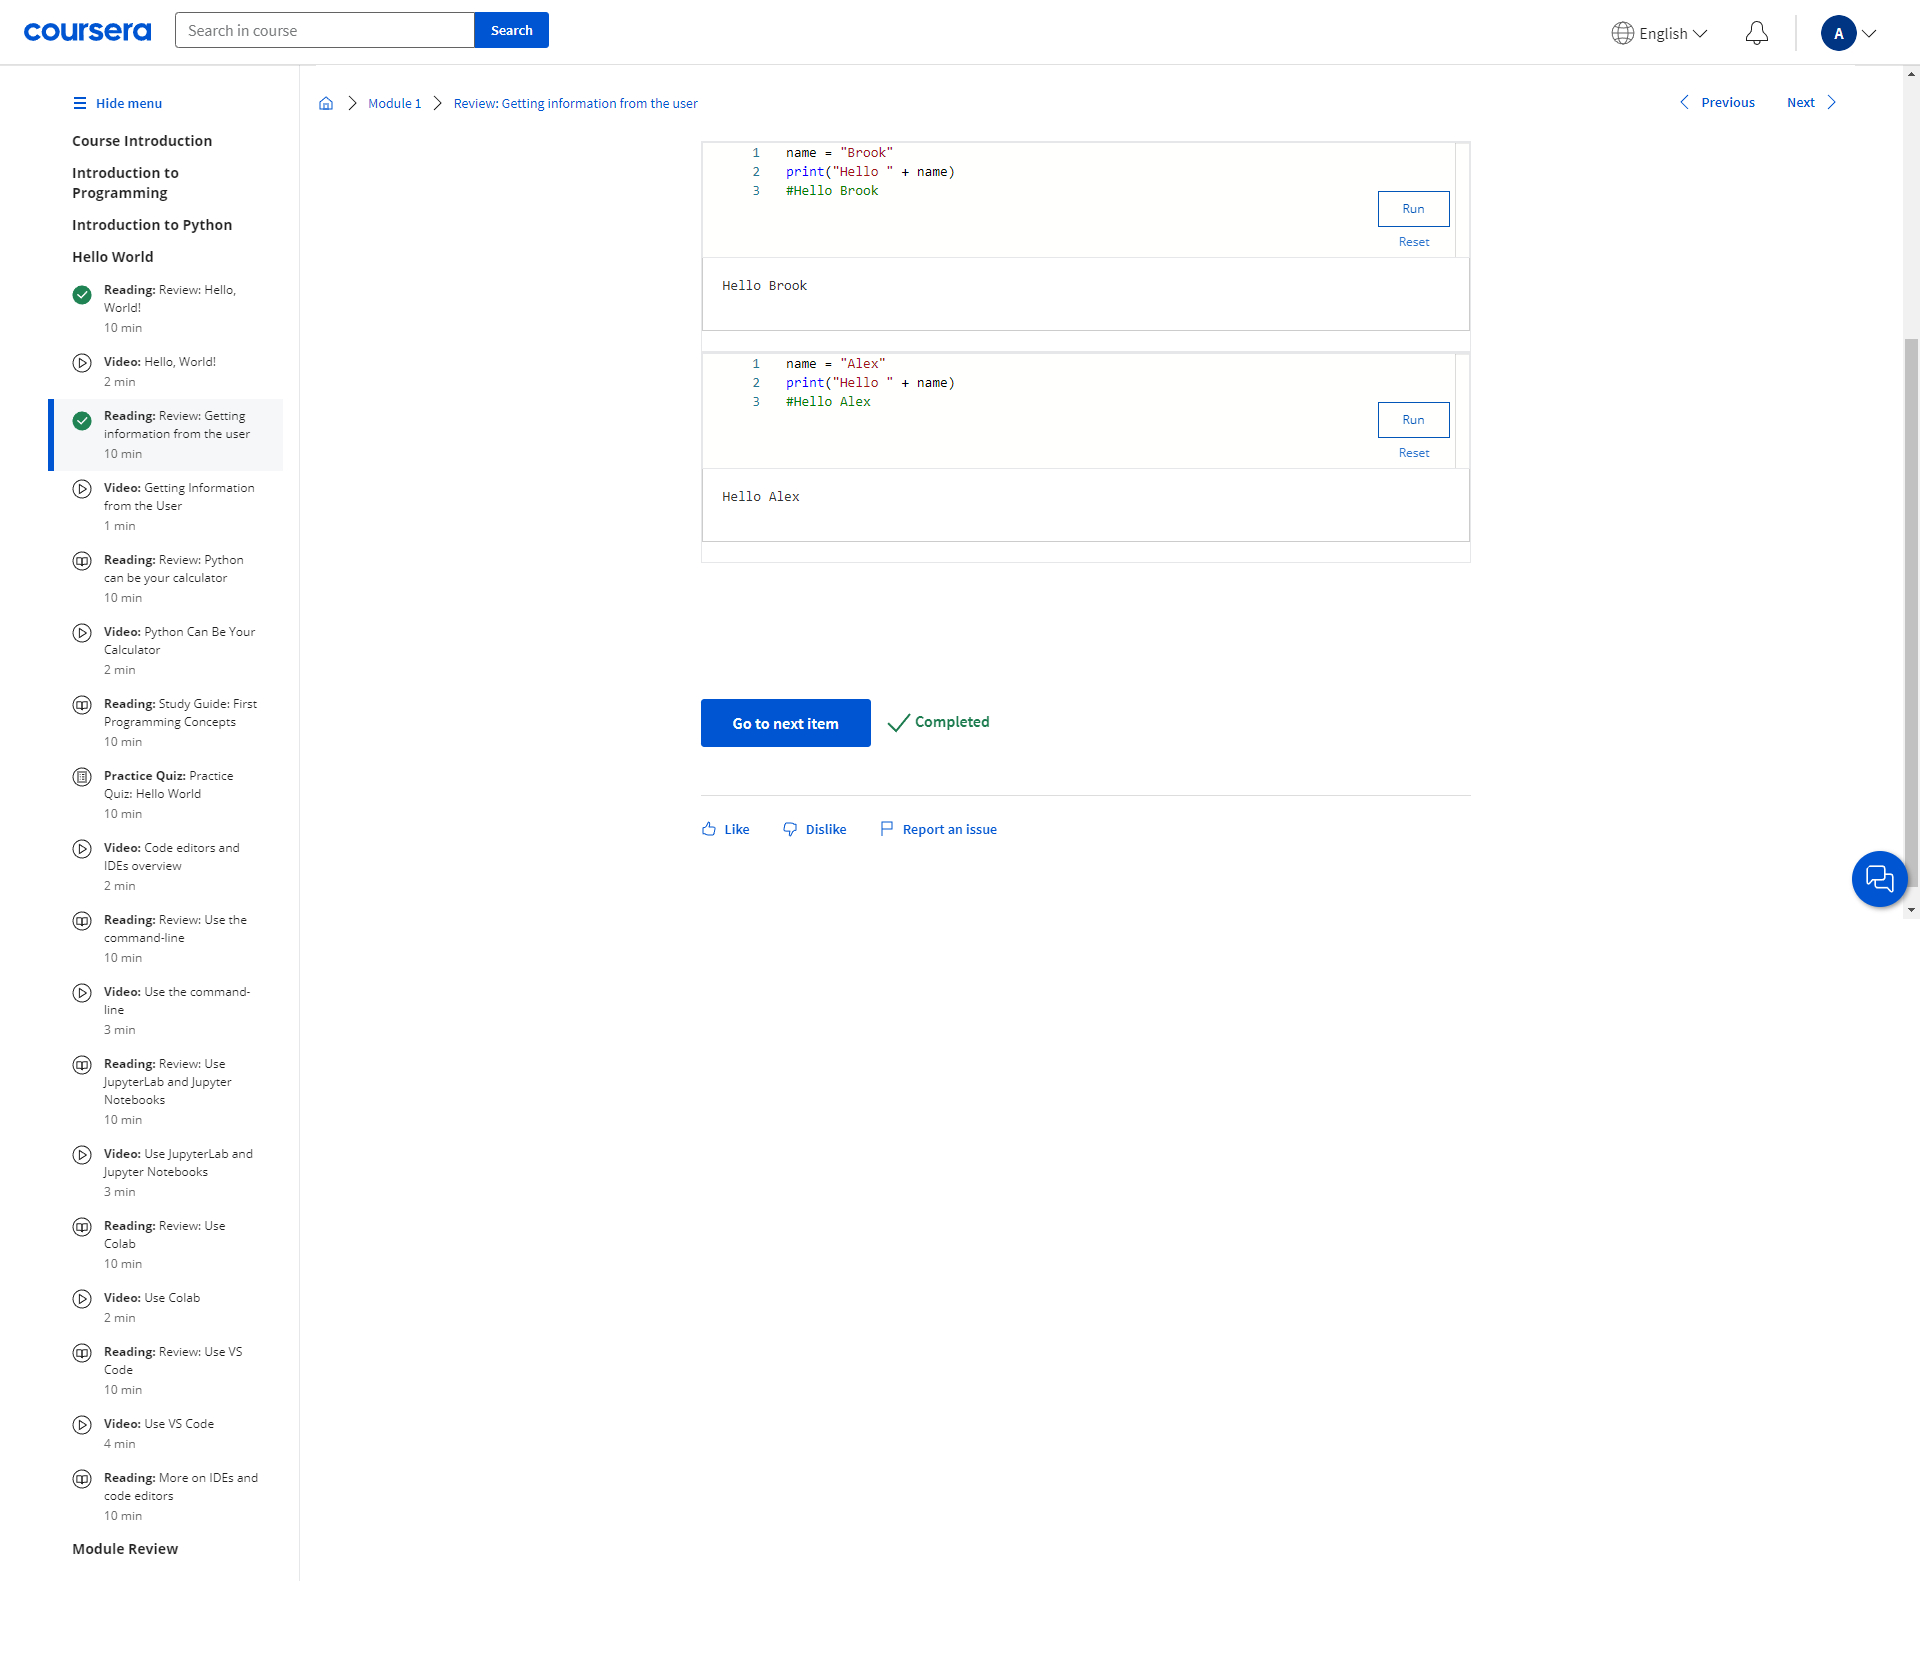 coursera
Search in course
Search
English
A
Hide menu
Course Introduction
Introduction to
Programming
Introduction to Python
Hello World
Reading: Review: Hello,
World!
10 min
Video: Hello, World!
2 min
Reading: Review: Getting
information from the user
10 min
Video: Getting Information
from the User
1 min
Reading: Review: Python
can be your calculator
10 min
Video: Python Can Be Your
Calculator
2 min
Reading: Study Guide: First
Programming Concepts
10 min
Practice Quiz: Practice
Quiz: Hello World
10 min
Video: Code editors and
IDEs overview
2 min
Reading: Review: Use the
command-line
10 min
Video: Use the command-
line
3 min
Reading: Review: Use
JupyterLab and Jupyter
Notebooks
10 min
Video: Use JupyterLab and
Jupyter Notebooks
3 min
Reading: Review: Use
Colab
10 min
Video: Use Colab
2 min
Reading: Review: Use VS
Code
10 min
Video: Use VS Code
4 min
Reading: More on IDEs and
code editors
10 min
Module Review
Module 1
Review: Getting information from the user
Previous
Next
1 name = "Brook"
2 print("Hello " + name)
3 #Hello Brook
Run
Reset
Hello Brook
1 name = "Alex"
2 print("Hello " + name)
3 #Hello Alex
Run
Reset
Hello Alex
Go to next item
Completed
Like
Dislike
Report an issue